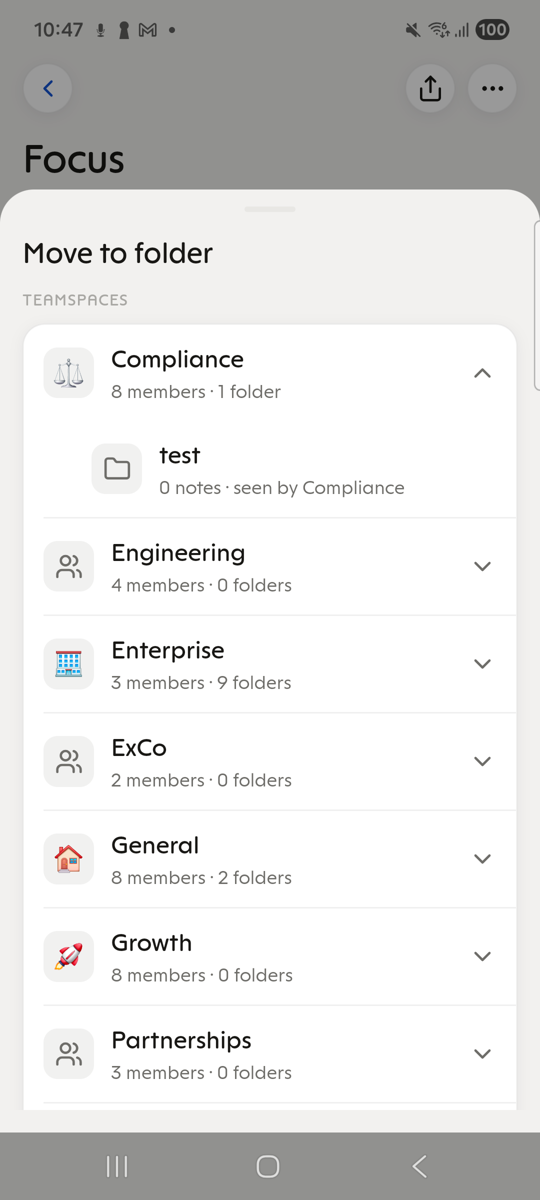 10:47
100
Focus
Move to folder
TEAMSPACES
Compliance
8 members · 1 folder
test
0 notes · seen by Compliance
Engineering
4 members · 0 folders
Enterprise
3 members · 9 folders
ExCo
2 members · 0 folders
General
8 members · 2 folders
Growth
8 members · 0 folders
Partnerships
3 members · 0 folders